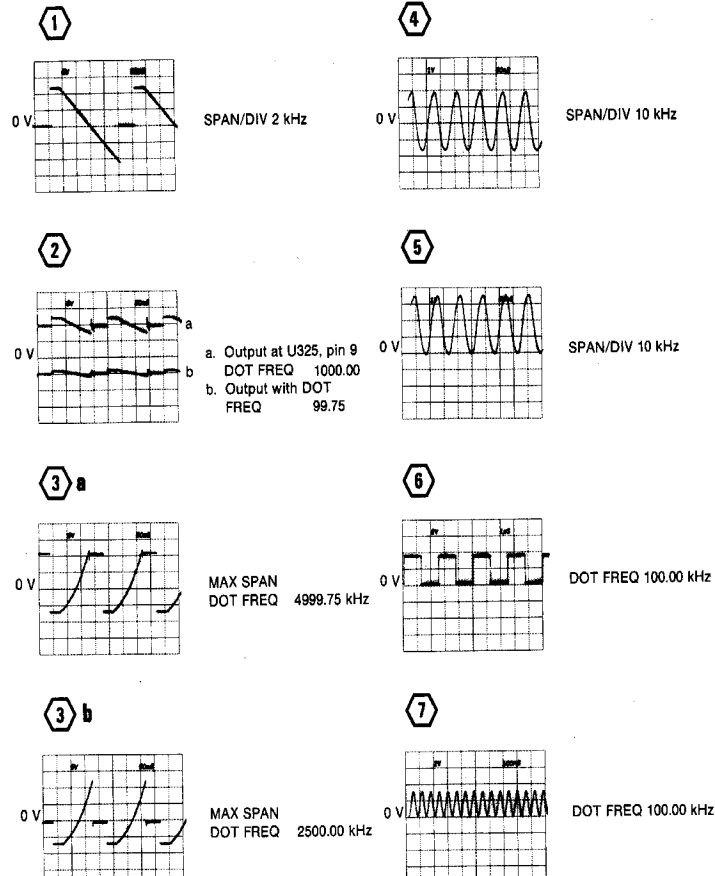 1
0 V
SPAN/DIV 2 kHz
2
0 V
a
b
a. Output at U325, pin 9
DOT FREQ 1000.00
b. Output with DOT
FREQ 99.75
3 a
0 V
MAX SPAN
DOT FREQ 4999.75 kHz
3 b
0 V
MAX SPAN
DOT FREQ 2500.00 kHz
4
0 V
SPAN/DIV 10 kHz
5
0 V
SPAN/DIV 10 kHz
6
0 V
DOT FREQ 100.00 kHz
7
0 V
DOT FREQ 100.00 kHz